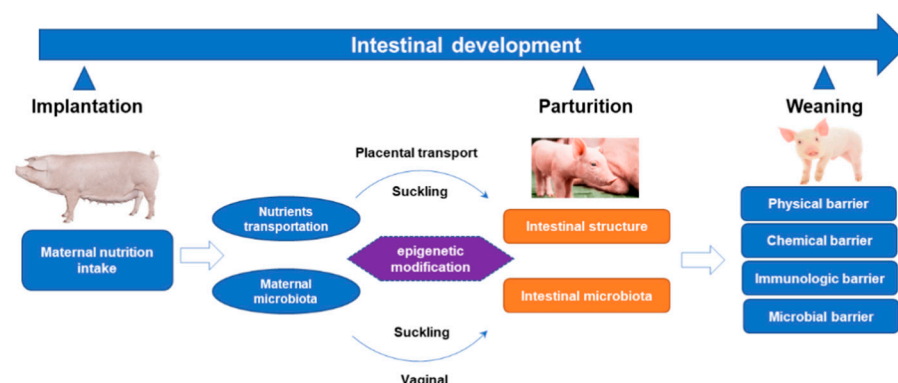 Intestinal development
Implantation
Parturition
Weaning
Placental transport
Suckling
Nutrients
transportation
Maternal nutrition
intake
epigenetic
modification
Maternal
microbiota
Suckling
Vaginal
Intestinal structure
Intestinal microbiota
Physical barrier
Chemical barrier
Immunologic barrier
Microbial barrier